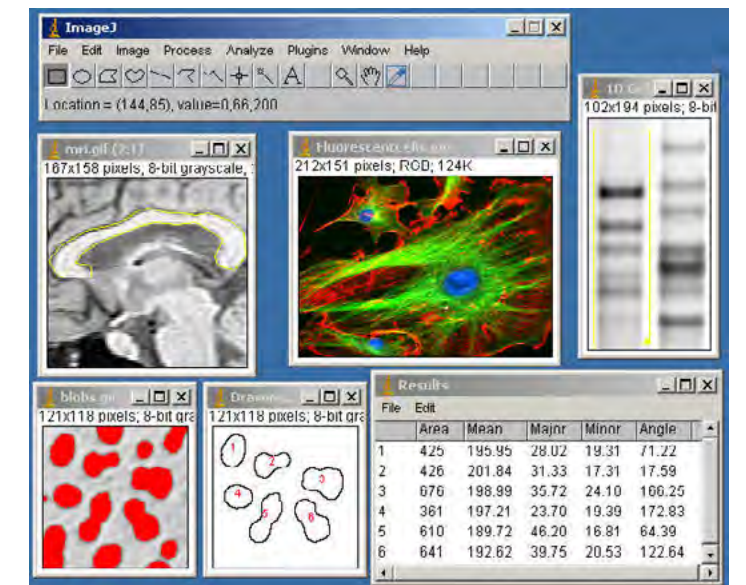 ImageJ
File Edit Image Process Analyze Plugins Window Help
A
Location = (144,85), value=0,66,200
1D
102x194 pixels; 8-bit
mri.gif (2:1)
167x158 pixels, 8-bit grayscale,
212x151 pixels; RGB; 124K
blobs
121x118 pixels; 8-bit gra
121x118 pixels; 8-bit gra
1
2
3
4
5
6
Results
File Edit
Area Mean Major Minor Angle
1 425 195.95 28.02 19.31 71.22
2 426 201.84 31.33 17.31 17.59
3 676 198.99 35.72 24.10 166.25
4 361 197.21 23.70 19.39 172.83
5 610 189.72 46.20 16.81 64.39
6 641 192.62 39.75 20.53 122.64